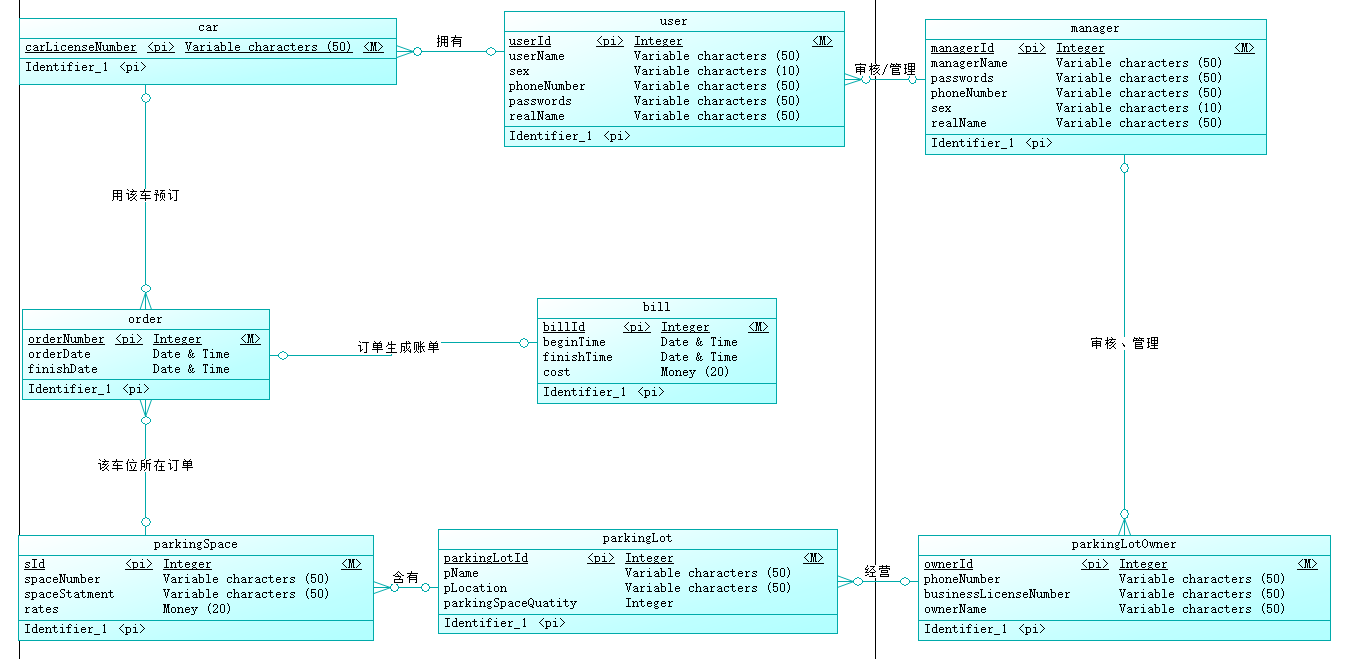 car
carLicenseNumber <pi> Variable characters (50) <M>
Identifier_1 <pi>
拥有
user
userId <pi> Integer <M>
userName Variable characters (50)
sex Variable characters (10)
phoneNumber Variable characters (50)
passwords Variable characters (50)
realName Variable characters (50)
Identifier_1 <pi>
审核/管理
manager
managerId <pi> Integer <M>
managerName Variable characters (50)
passwords Variable characters (50)
phoneNumber Variable characters (50)
sex Variable characters (10)
realName Variable characters (50)
Identifier_1 <pi>
用该车预订
order
orderNumber <pi> Integer <M>
orderDate Date & Time
finishDate Date & Time
Identifier_1 <pi>
订单生成账单
bill
billId <pi> Integer <M>
beginTime Date & Time
finishTime Date & Time
cost Money (20)
Identifier_1 <pi>
审核、管理
该车位所在订单
parkingSpace
sId <pi> Integer <M>
spaceNumber Variable characters (50)
spaceStatment Variable characters (50)
rates Money (20)
Identifier_1 <pi>
含有
parkingLot
parkingLotId <pi> Integer <M>
pName Variable characters (50)
pLocation Variable characters (50)
parkingSpaceQuatity Integer
Identifier_1 <pi>
经营
parkingLotOwner
ownerId <pi> Integer <M>
phoneNumber Variable characters (50)
businessLicenseNumber Variable characters (50)
ownerName Variable characters (50)
Identifier_1 <pi>